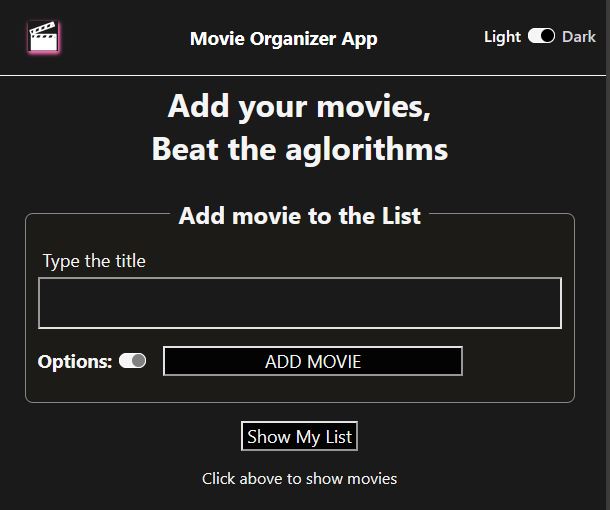 Movie Organizer App
Light Dark
Add your movies,
Beat the aglorithms
Add movie to the List
Type the title
Options: ADD MOVIE
Show My List
Click above to show movies